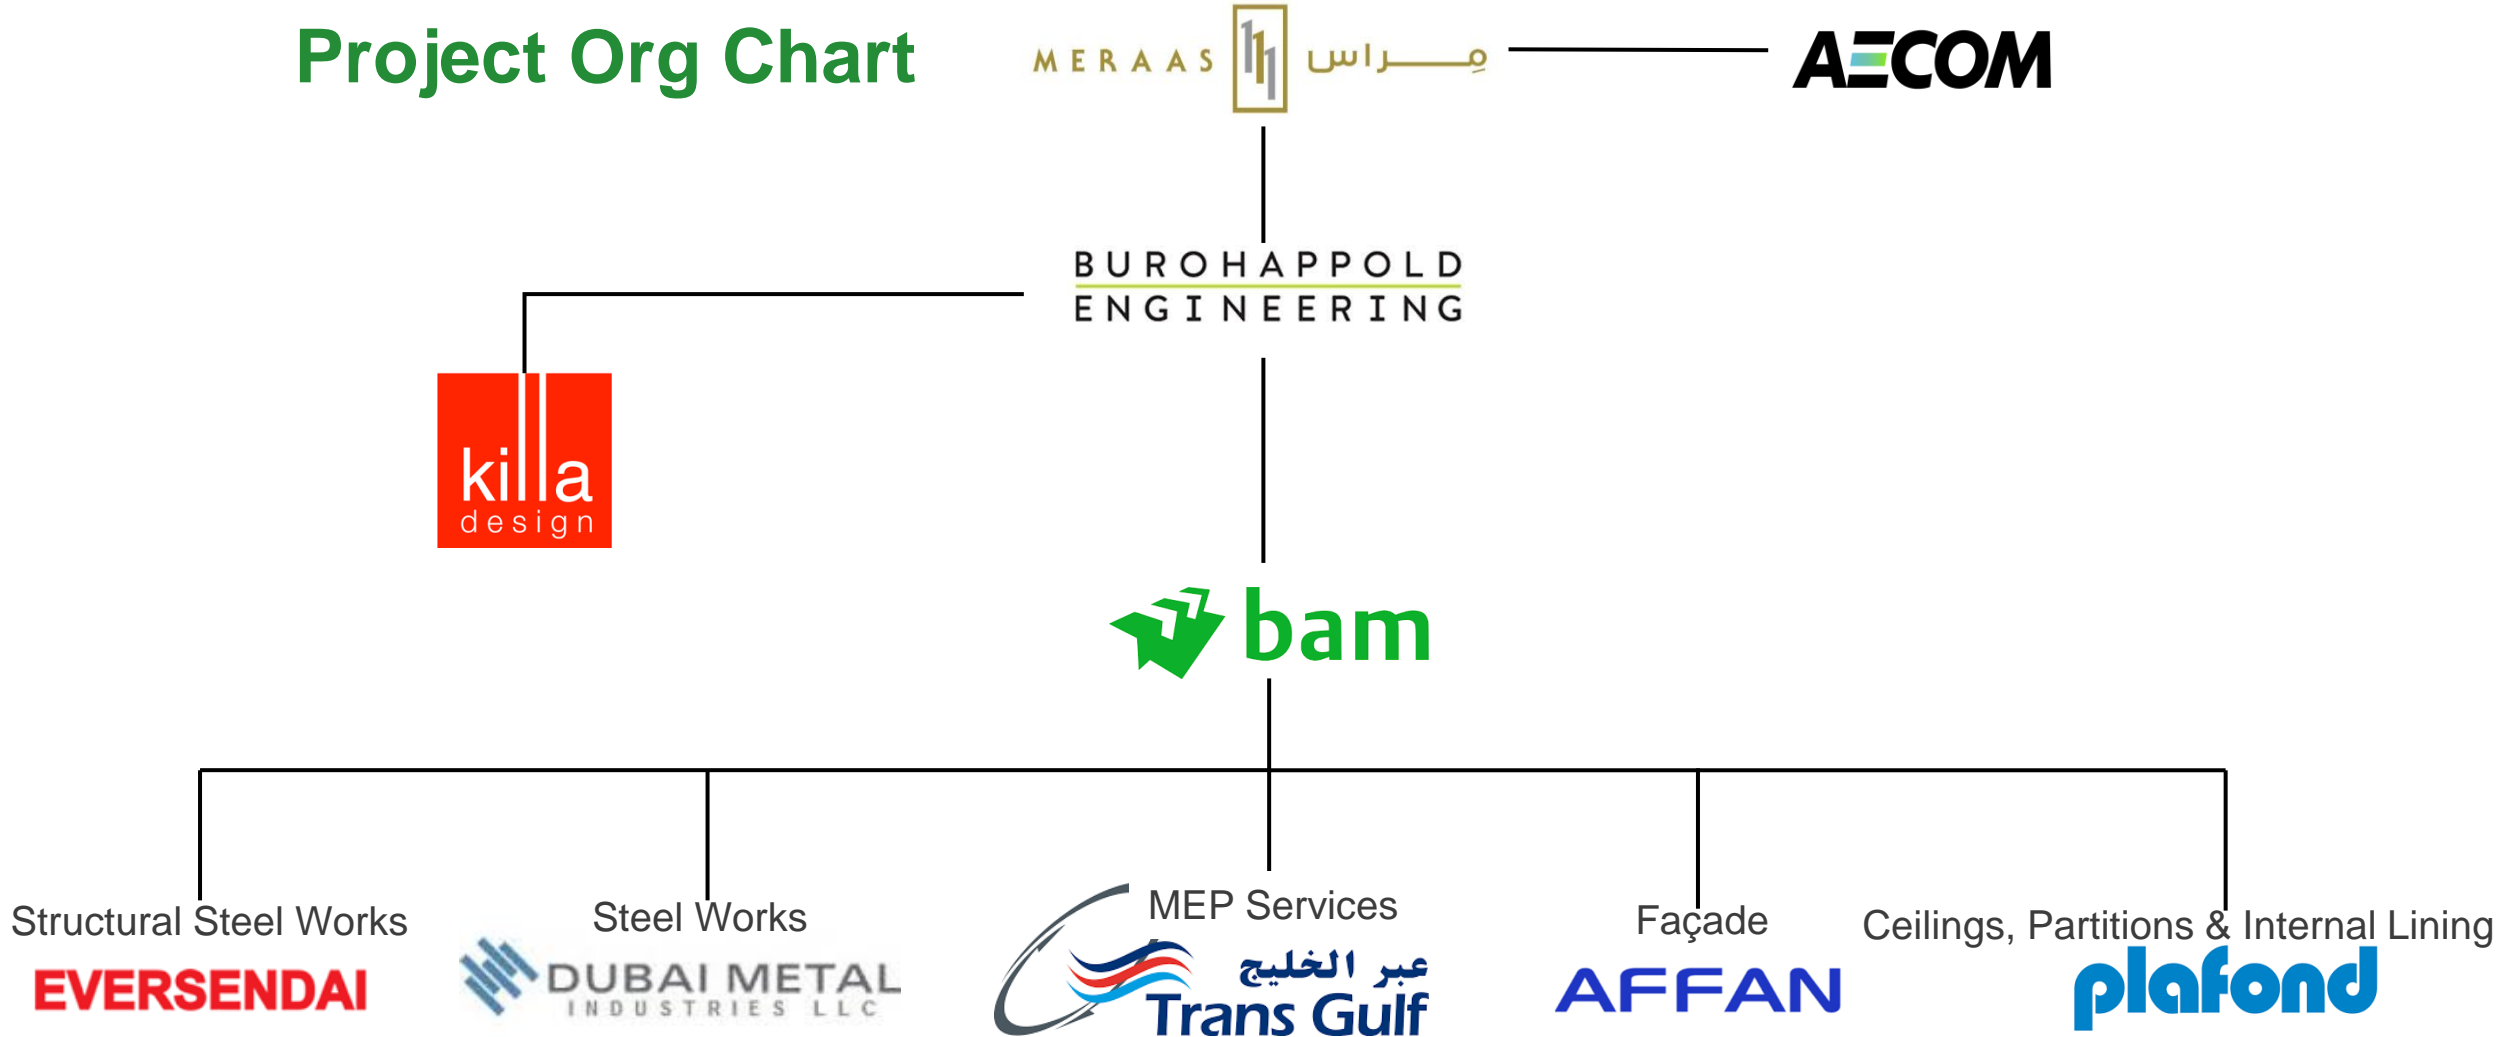 Project Org Chart
MERAAS مِراس
AECOM
BUROHAPPOLD
ENGINEERING
killa
design
bam
Structural Steel Works
EVERSENDAI
Steel Works
DUBAI METAL
INDUSTRIES LLC
MEP Services
عبر الخليج
Trans Gulf
Façade
AFFAN
Ceilings, Partitions & Internal Lining
plafond